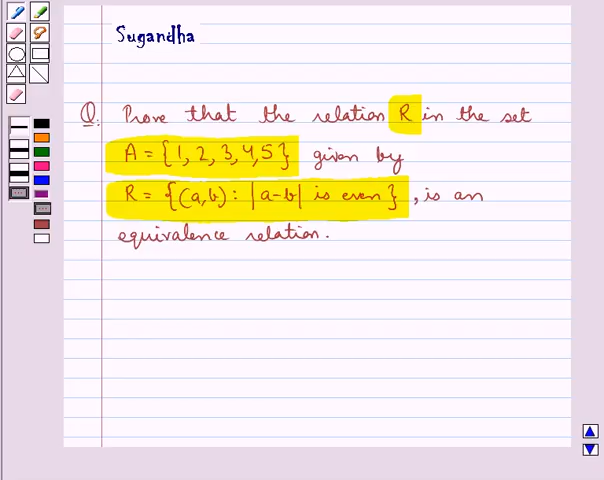 Sugandha
Q. Prove that the relation R in the set
A = {1, 2, 3, 4, 5} given by
R = {(a, b) : |a-b| is even}, is an
equivalence relation.